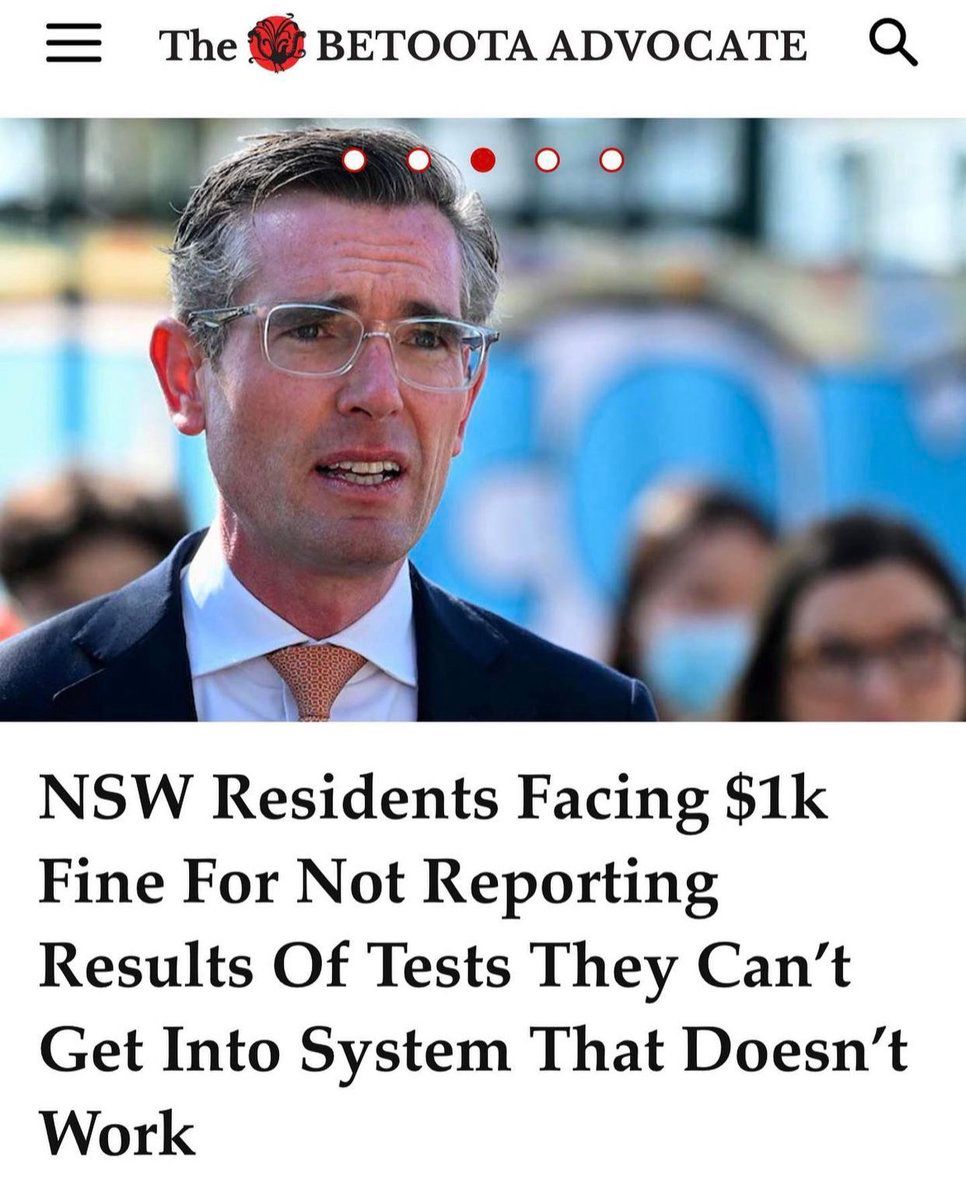 The BETOOTA ADVOCATE
NSW Residents Facing $1k
Fine For Not Reporting
Results Of Tests They Can’t
Get Into System That Doesn’t
Work